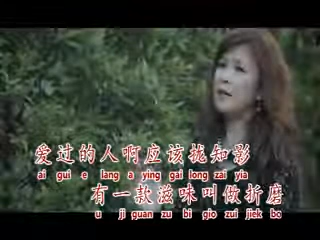 爱过的人啊应该拢知影
ai gui e lang a ying gai long zai yia
有一款滋味叫做折磨
u ji guan zu bi gio zui jiek bo